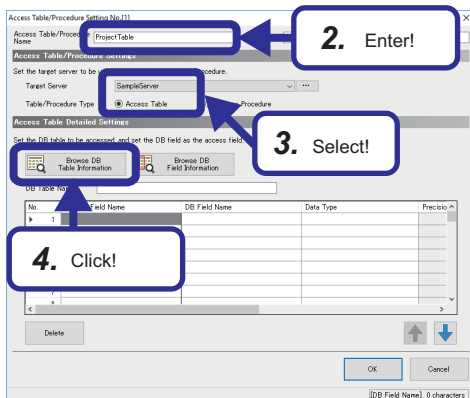 Access Table/Procedure Setting No.[1]
Access Table/Procedure
Name
ProjectTable
2. Enter!
Access Table/Procedure Settings
Set the target server to be
Target Server
SampleServer
Table/Procedure Type
Access Table
Procedure
3. Select!
Access Table Detailed Settings
Set the DB table to be accessed, and set the DB field as the access field.
Browse DB
Table Information
Browse DB
Field Information
DB Table
No.
Field Name
DB Field Name
Data Type
Precisio
1
4. Click!
7
Delete
OK
Cancel
[DB Field Name] 0 characters